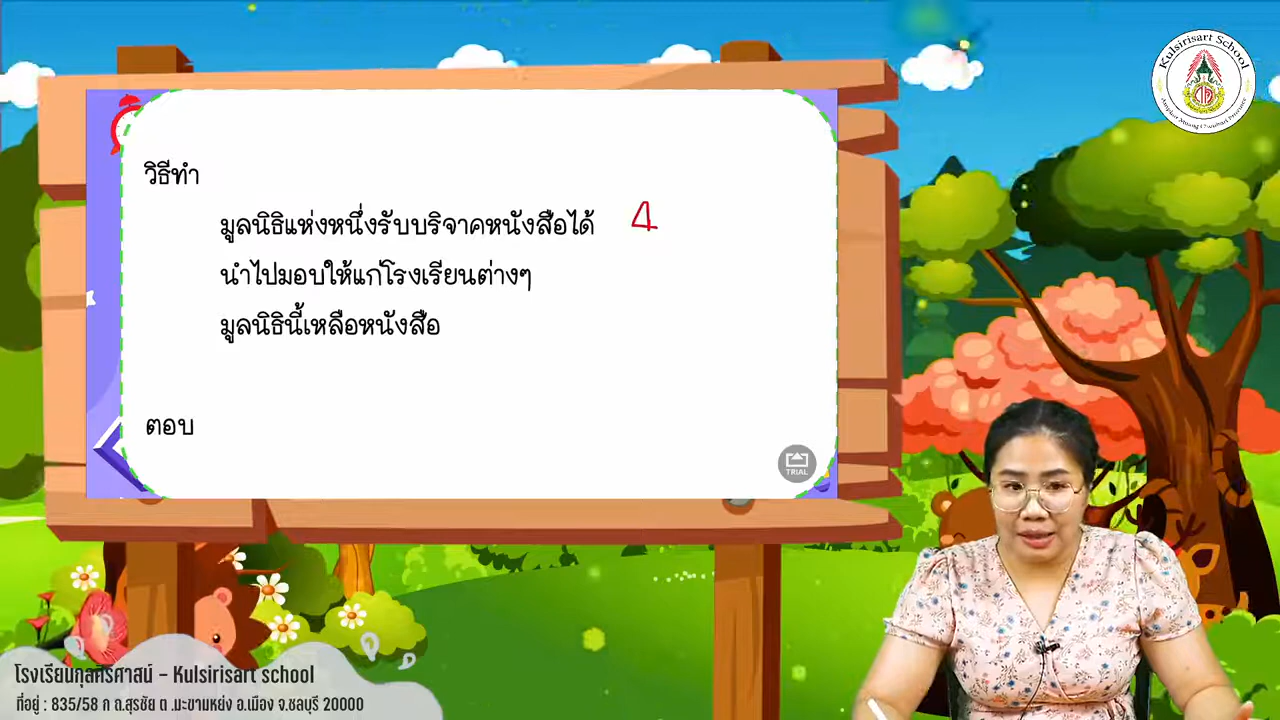 Kulsirisart School
วิธีทำ
มูลนิธิแห่งหนึ่งรับบริจาคหนังสือได้ 4
นำไปมอบให้แก่โรงเรียนต่างๆ
มูลนิธินี้เหลือหนังสือ
ตอบ
TRIAL
โรงเรียนกุลศิริศาสน์ - Kulsirisart school
ที่อยู่ : 835/58 ก ถ.สุรชัย ต .มะขามหย่ง อ.เมือง จ.ชลบุรี 20000